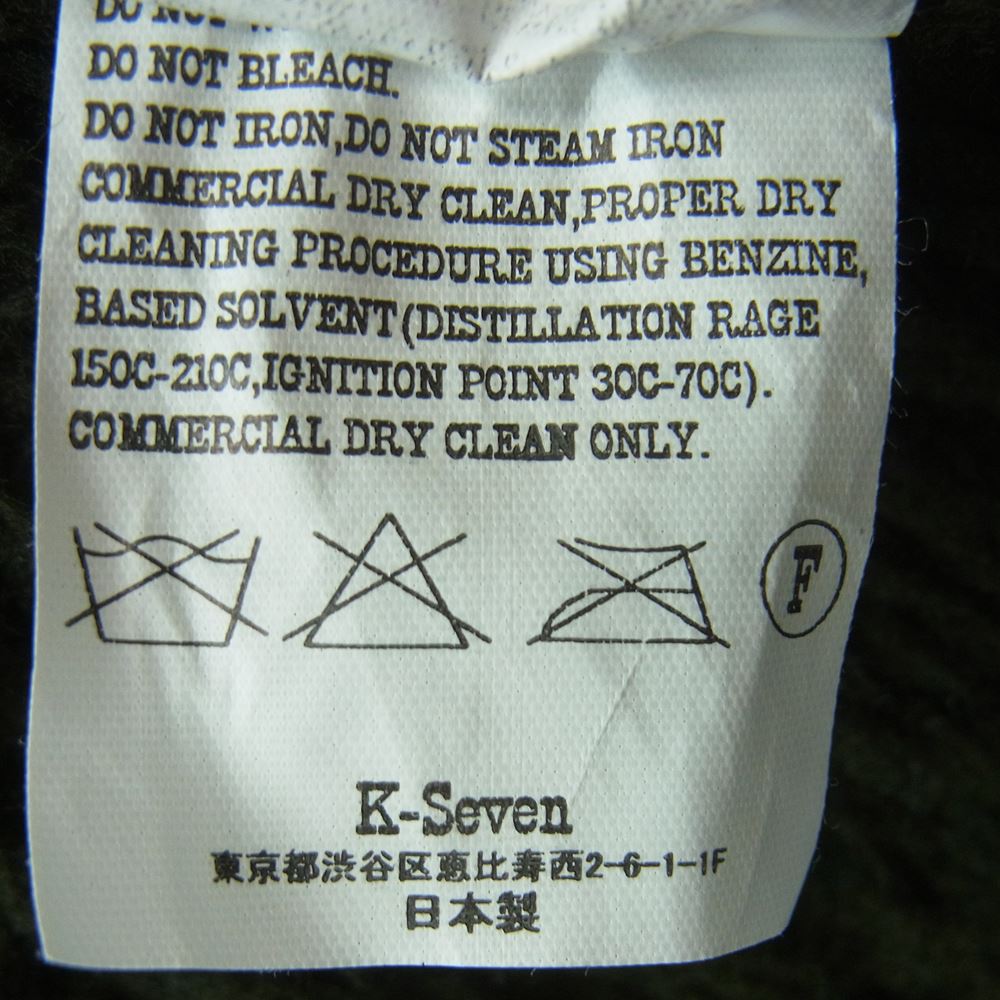 DO NOT
DO NOT BLEACH.
DO NOT IRON,DO NOT STEAM IRON
COMMERCIAL DRY CLEAN,PROPER DRY
CLEANING PROCEDURE USING BENZINE,
BASED SOLVENT(DISTILLATION RAGE
150C-210C,IGNITION POINT 30C-70C).
COMMERCIAL DRY CLEAN ONLY.
F
K-Seven
東京都渋谷区恵比寿西2-6-1-1F
日本製